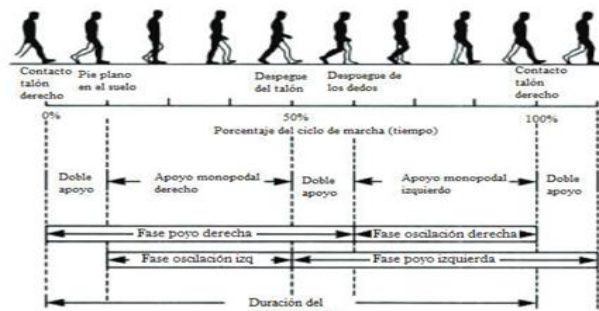 Contacto
talón
derecho
Pie plano
en el suelo
Despegue
del talón
Despuegue de
los dedos
Contacto
talón
derecho
0%
50%
100%
Porcentaje del ciclo de marcha (tiempo)
Doble
apoyo
Apoyo monopodal
derecho
Doble
apoyo
Apoyo monopodal
izquierdo
Doble
apoyo
Fase poyo derecha
Fase oscilación derecha
Fase oscilación izq
Fase poyo izquierda
Duración del